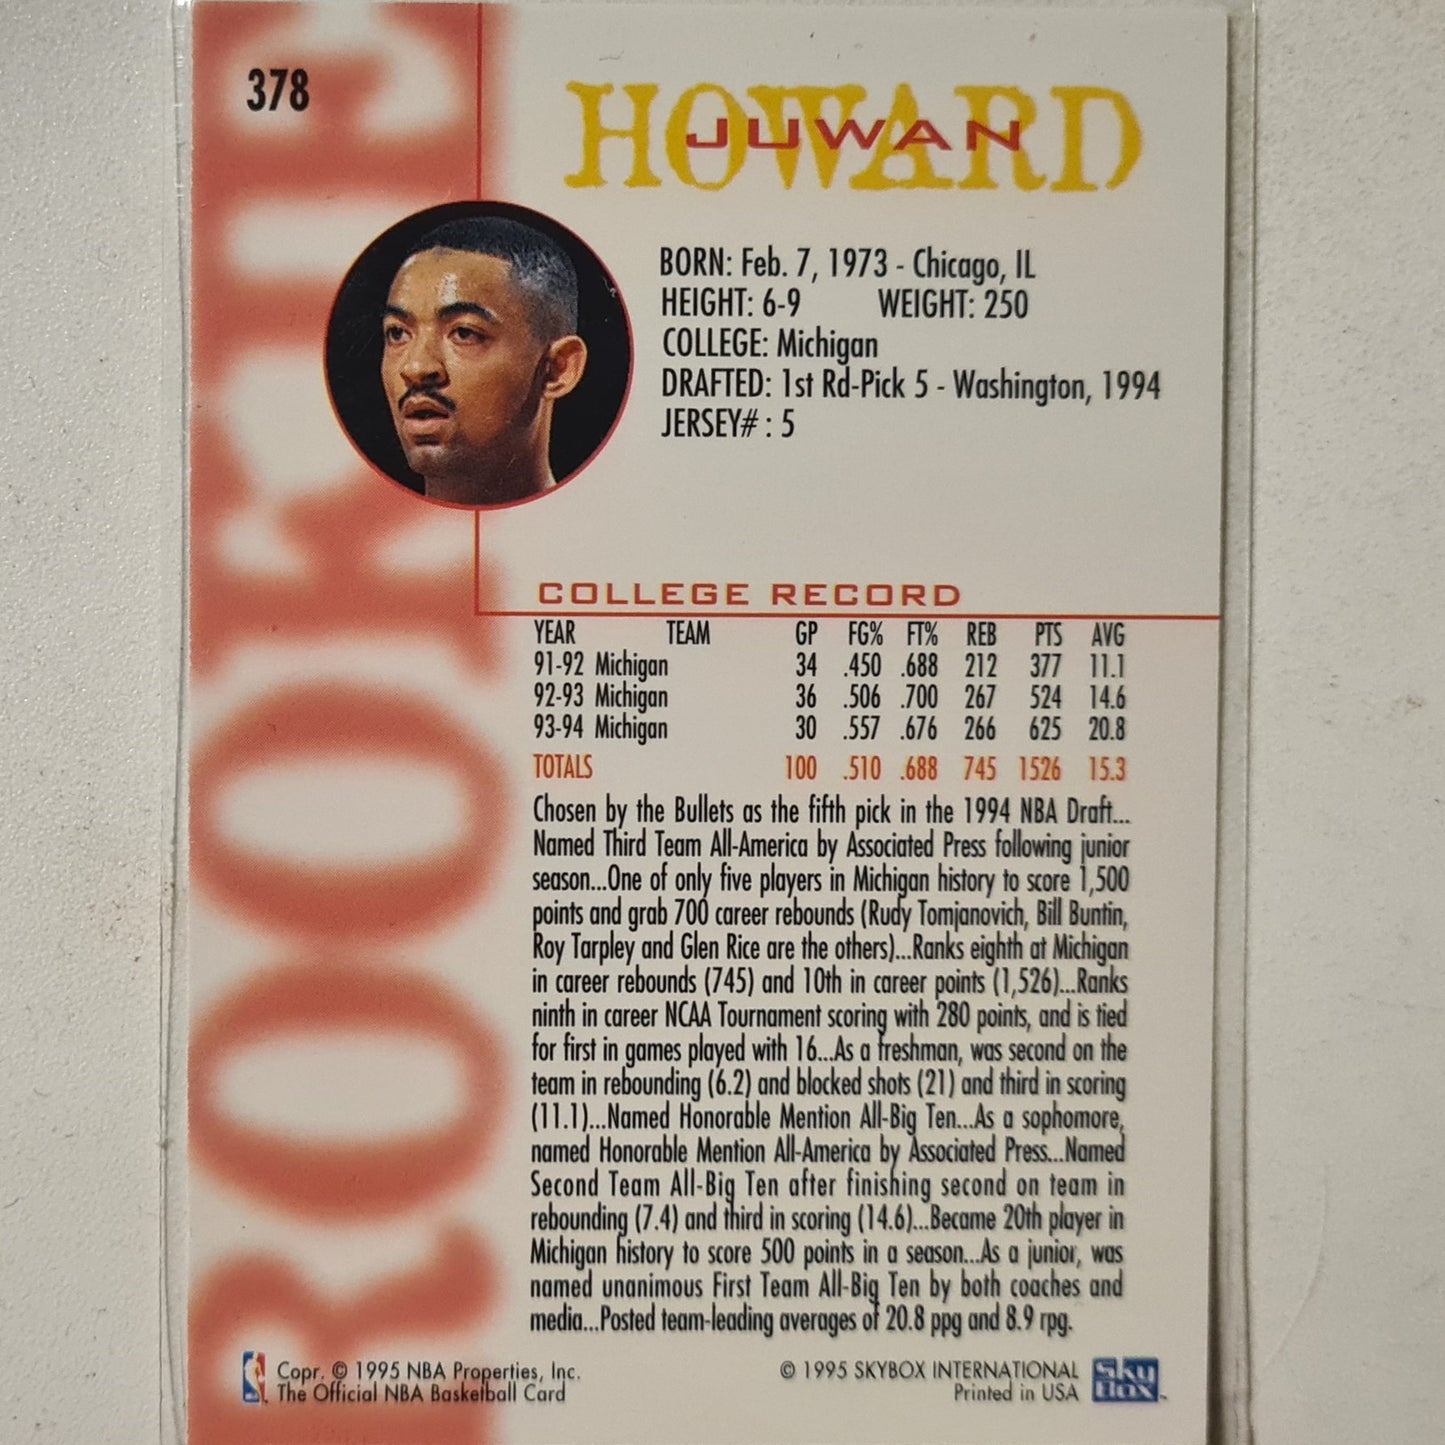 378
HOWARD
JUWAN
ROOKIE
BORN: Feb. 7, 1973 - Chicago, IL
HEIGHT: 6-9 WEIGHT: 250
COLLEGE: Michigan
DRAFTED: 1st Rd-Pick 5 - Washington, 1994
JERSEY# : 5
COLLEGE RECORD
YEAR TEAM GP FG% FT% REB PTS AVG
91-92 Michigan 34 .450 .688 212 377 11.1
92-93 Michigan 36 .506 .700 267 524 14.6
93-94 Michigan 30 .557 .676 266 625 20.8
TOTALS 100 .510 .688 745 1526 15.3
Chosen by the Bullets as the fifth pick in the 1994 NBA Draft...
Named Third Team All-America by Associated Press following junior
season...One of only five players in Michigan history to score 1,500
points and grab 700 career rebounds (Rudy Tomjanovich, Bill Buntin,
Roy Tarpley and Glen Rice are the others)...Ranks eighth at Michigan
in career rebounds (745) and 10th in career points (1,526)...Ranks
ninth in career NCAA Tournament scoring with 280 points, and is tied
for first in games played with 16...As a freshman, was second on the
team in rebounding (6.2) and blocked shots (21) and third in scoring
(11.1)...Named Honorable Mention All-Big Ten...As a sophomore,
named Honorable Mention All-America by Associated Press...Named
Second Team All-Big Ten after finishing second on team in
rebounding (7.4) and third in scoring (14.6)...Became 20th player in
Michigan history to score 500 points in a season...As a junior, was
named unanimous First Team All-Big Ten by both coaches and
media...Posted team-leading averages of 20.8 ppg and 8.9 rpg.
Copr. © 1995 NBA Properties, Inc.
The Official NBA Basketball Card
© 1995 SKYBOX INTERNATIONAL
Printed in USA
Sky
Box™